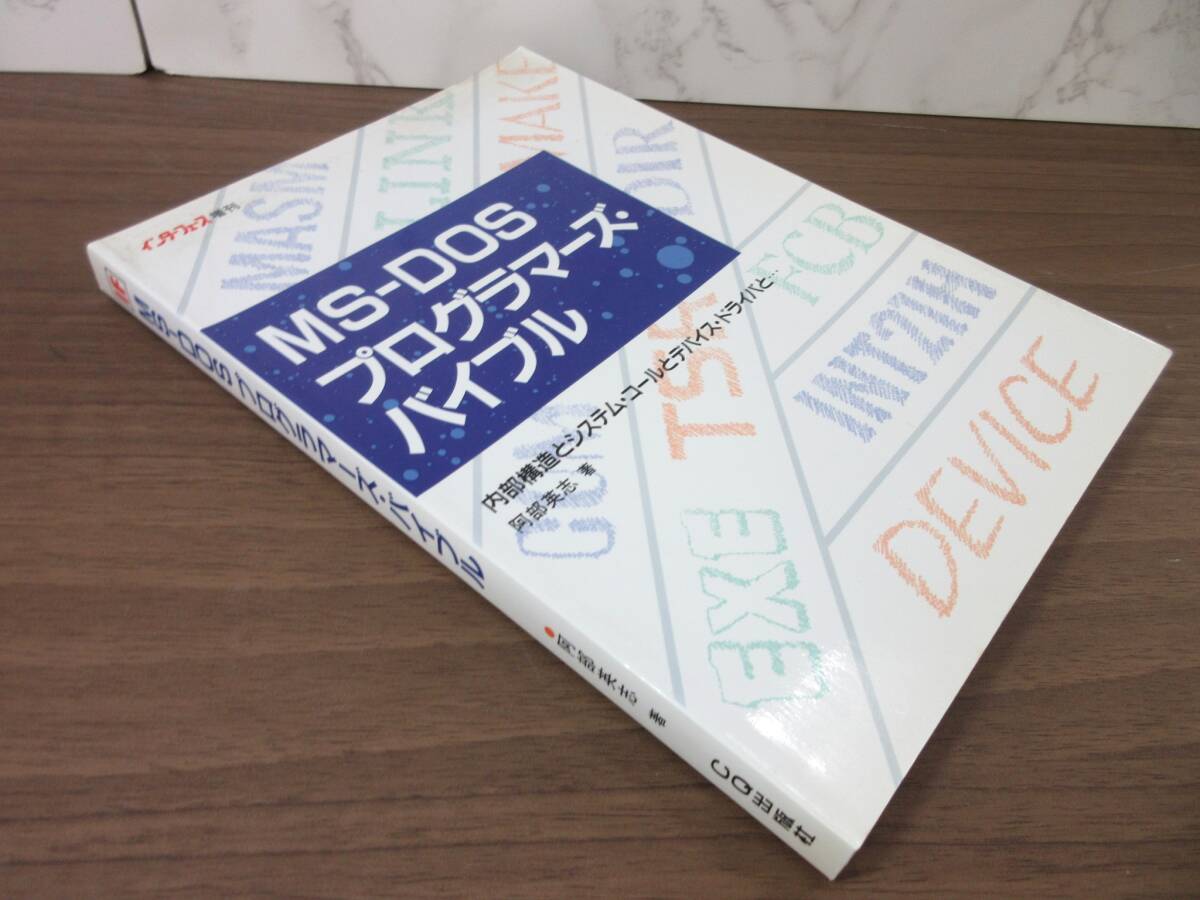 インターフェス増刊
MASM
LINK
MAKE
DIR
FCB
MS-DOS
プログラマーズ・
バイブル
TSR
INT21H
内部構造とシステム・コールとデバイス・ドライバと…
阿部英志 著
COM
EXE
DEVICE
IF MS-DOSプログラマーズ・バイブル
●阿部英志 著
CQ出版社